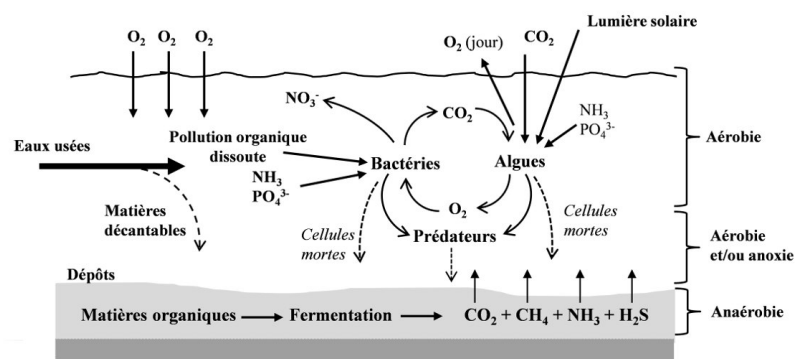 Lumière solaire
O₂ O₂ O₂
O₂ (jour)
CO₂
NO₃⁻
CO₂
NH₃
PO₄³⁻
Aérobie
Eaux usées
Pollution organique
dissoute
Bactéries
Algues
NH₃
PO₄³⁻
Matières
décantables
O₂
Cellules
mortes
Prédateurs
Cellules
mortes
Aérobie
et/ou anoxie
Dépôts
Matières organiques
Fermentation
CO₂ + CH₄ + NH₃ + H₂S
Anaérobie